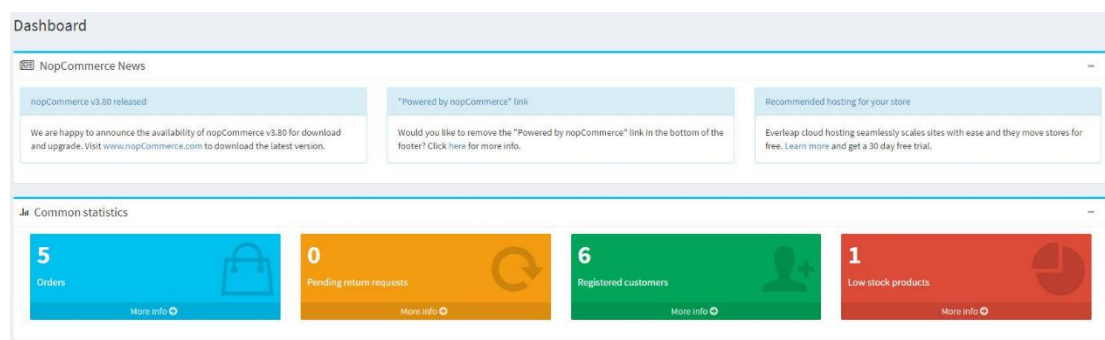 Dashboard
NopCommerce News
nopCommerce v3.80 released
We are happy to announce the availability of nopCommerce v3.80 for download
and upgrade. Visit www.nopCommerce.com to download the latest version.
"Powered by nopCommerce" link
Would you like to remove the "Powered by nopCommerce" link in the bottom of the
footer? Click here for more info.
Recommended hosting for your store
Everleap cloud hosting seamlessly scales sites with ease and they move stores for
free. Learn more and get a 30 day free trial.
Common statistics
5
Orders
More info
0
Pending return requests
More info
6
Registered customers
More info
1
Low stock products
More info